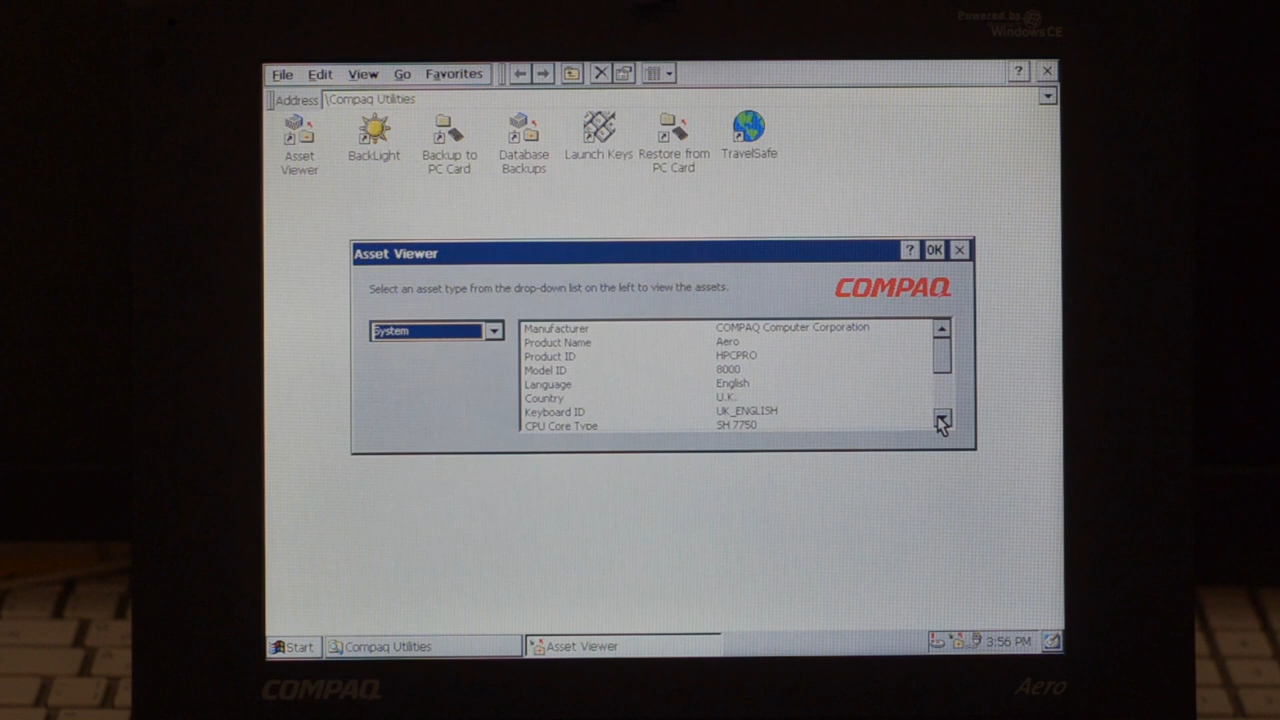 Powered by
Windows CE
File Edit View Go Favorites ?
Address \Compaq Utilities
Asset Viewer
BackLight
Backup to PC Card
Database Backups
Launch Keys
Restore from PC Card
TravelSafe
Asset Viewer ? OK
Select an asset type from the drop-down list on the left to view the assets.
COMPAQ
System
Manufacturer COMPAQ Computer Corporation
Product Name Aero
Product ID HPCPRO
Model ID 8000
Language English
Country U.K.
Keyboard ID UK_ENGLISH
CPU Core Type SH 7750
Start Compaq Utilities Asset Viewer 3:56 PM
COMPAQ Aero